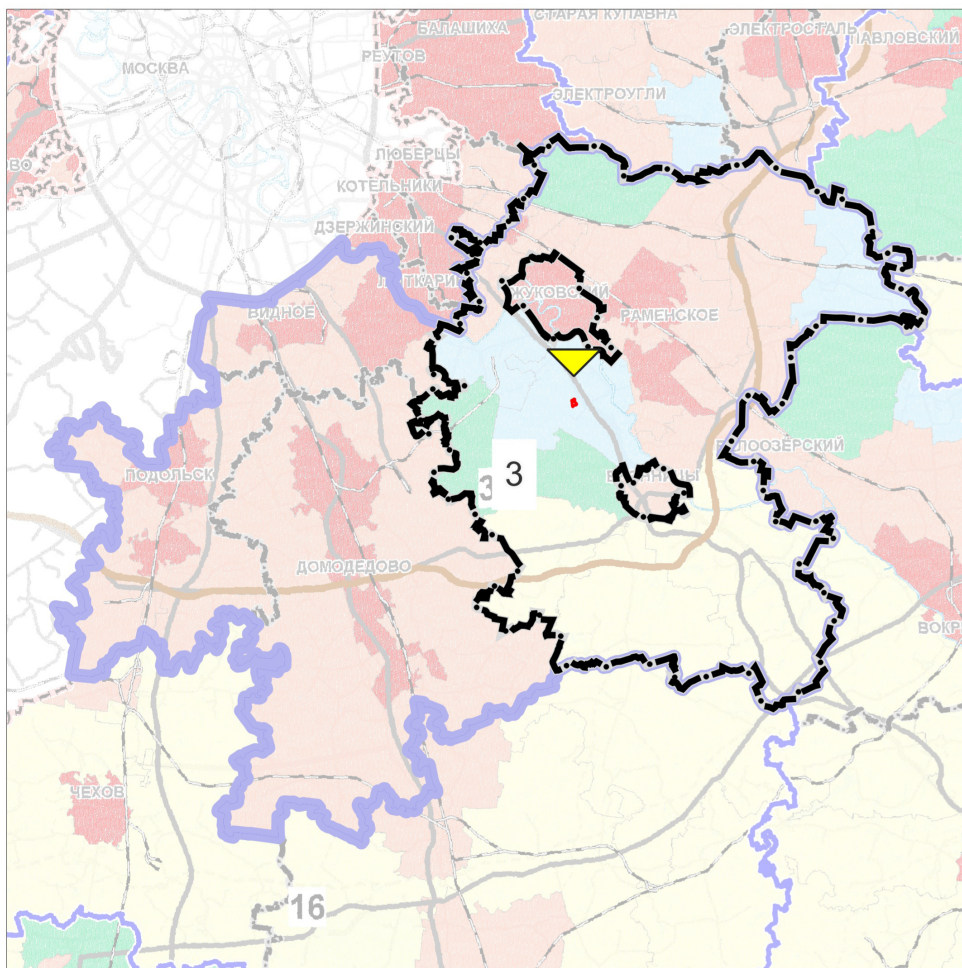 СТАРАЯ КУПАВНА
БАЛАШИХА
ЭЛЕКТРОСТАЛЬ
ПАВЛОВСКИЙ
РЕУТОВ
МОСКВА
ЭЛЕКТРОУГЛИ
ЛЮБЕРЦЫ
КОТЕЛЬНИКИ
ДЗЕРЖИНСКИЙ
ЖУКОВСКИЙ
ВИДНОЕ
РАМЕНСКОЕ
ПОДОЛЬСК
3
3
ДОМОДЕДОВО
ЧЕХОВ
16